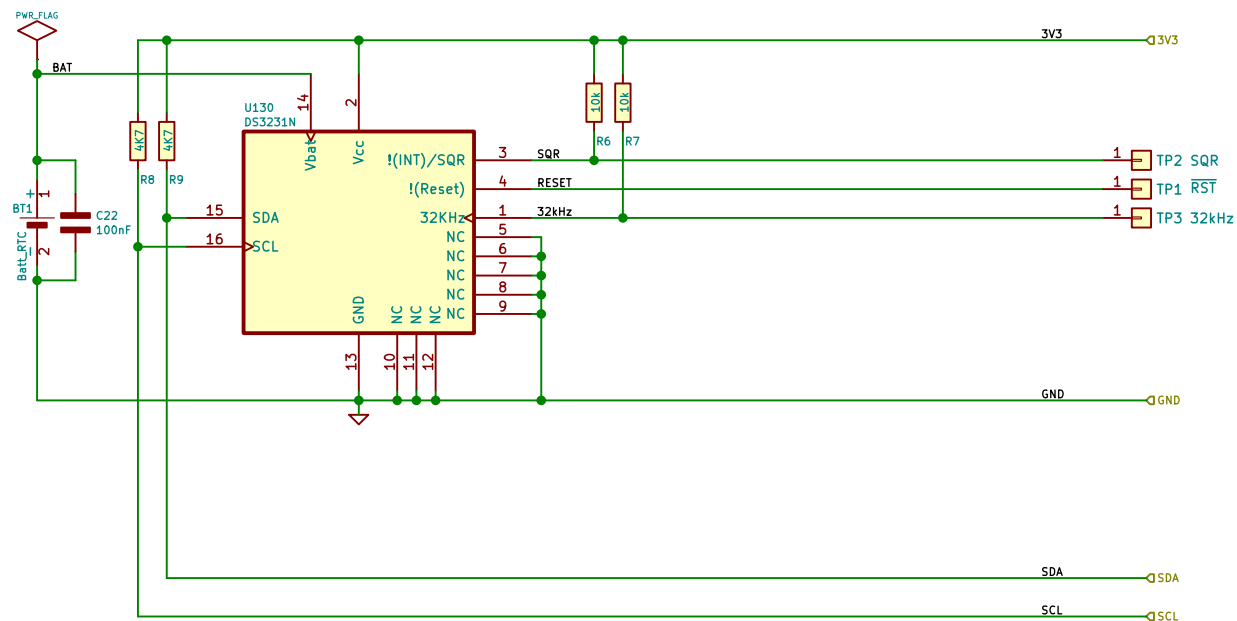 PWR_FLAG
3V3
3V3
BAT
14
2
U130
DS3231N
4K7
4K7
R8
R9
10k
10k
R6
R7
Vbat
Vcc
!(INT)/SQR
3
SQR
1
TP2 SQR
!(Reset)
4
RESET
1
TP1 RST
15
SDA
32KHz
1
32kHz
1
TP3 32kHz
16
SCL
NC
5
NC
6
NC
7
NC
8
NC
9
+
1
BT1
Batt_RTC
2
C22
100nF
GND
NC
NC
NC
13
10
11
12
GND
GND
SDA
SDA
SCL
SCL